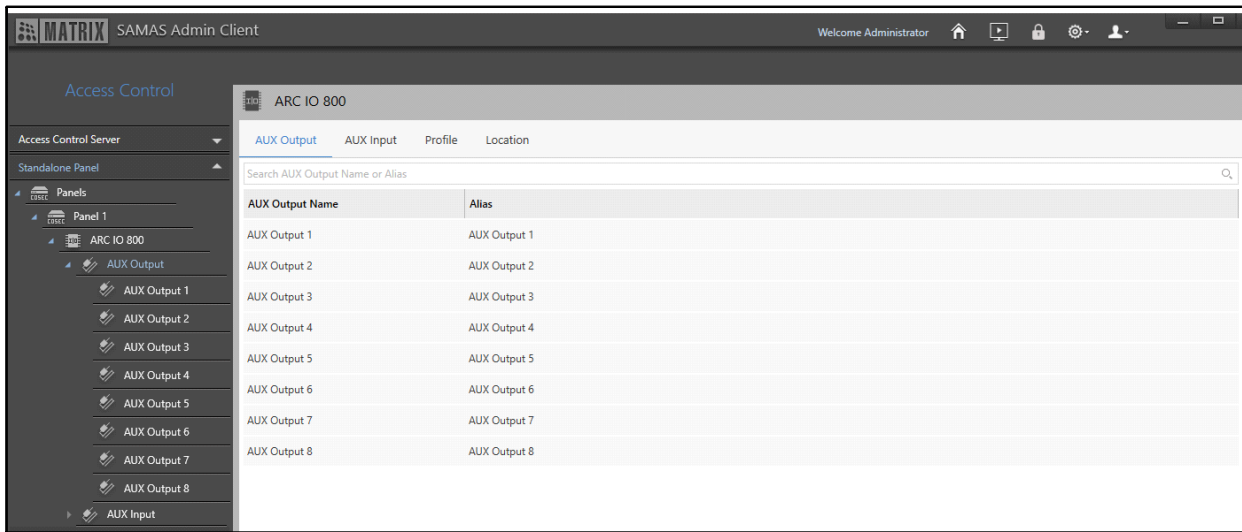 MATRIX SAMAS Admin Client
Welcome Administrator
Access Control
Access Control Server
Standalone Panel
COSEC Panels
COSEC Panel 1
ARC IO 800
AUX Output
AUX Output 1
AUX Output 2
AUX Output 3
AUX Output 4
AUX Output 5
AUX Output 6
AUX Output 7
AUX Output 8
AUX Input
ARC IO 800
AUX Output AUX Input Profile Location
Search AUX Output Name or Alias
AUX Output Name Alias
AUX Output 1 AUX Output 1
AUX Output 2 AUX Output 2
AUX Output 3 AUX Output 3
AUX Output 4 AUX Output 4
AUX Output 5 AUX Output 5
AUX Output 6 AUX Output 6
AUX Output 7 AUX Output 7
AUX Output 8 AUX Output 8